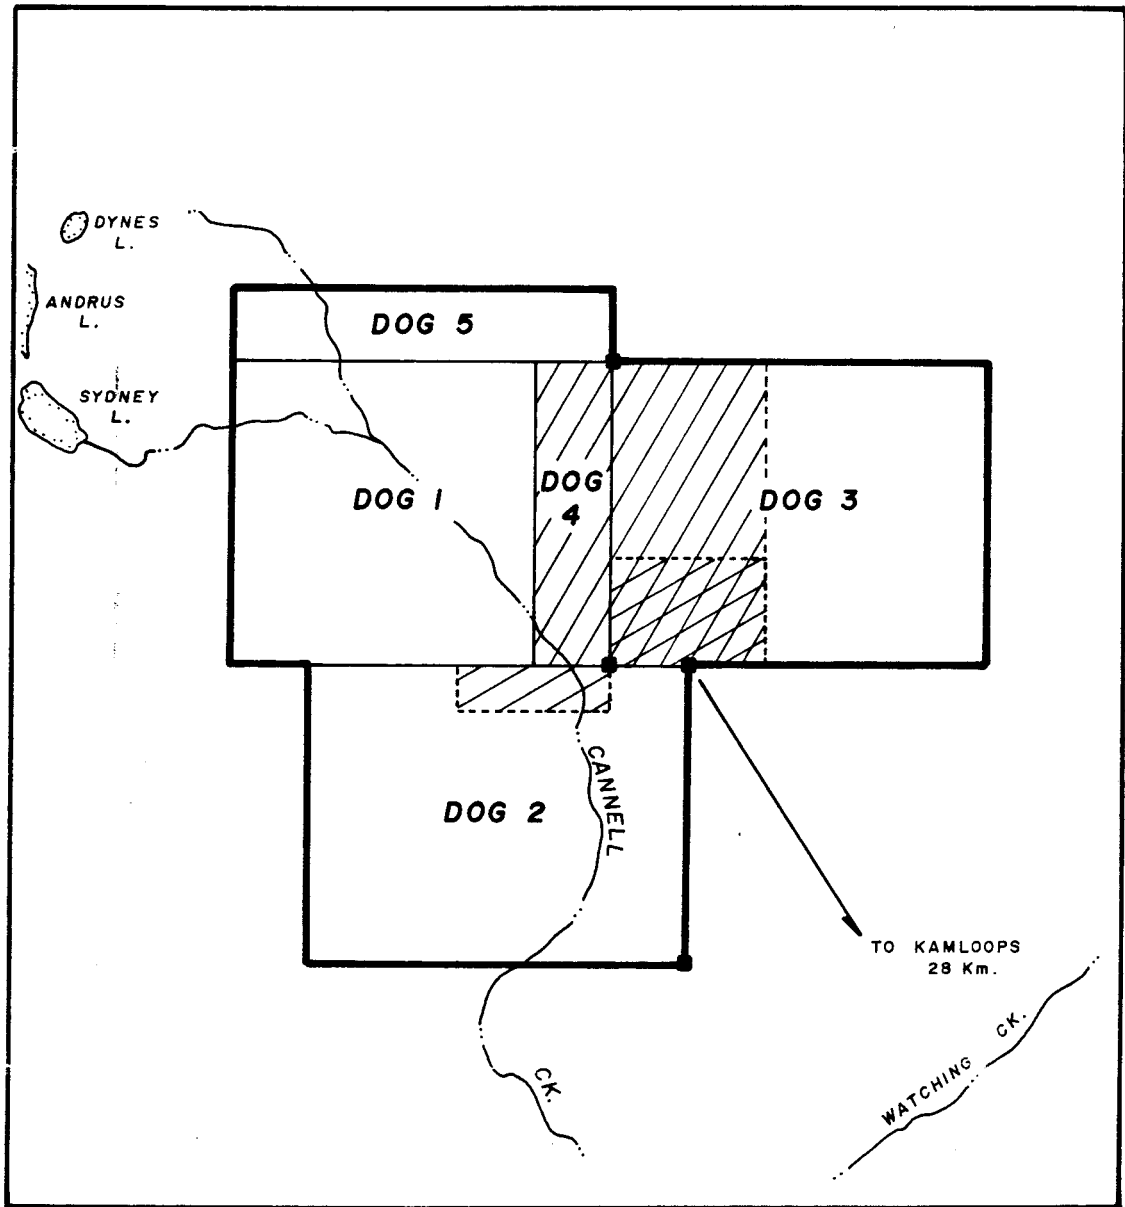 DYNES
L.
ANDRUS
L.
DOG 5
SYDNEY
L.
DOG 1
DOG
4
DOG 3
CANNELL
DOG 2
TO KAMLOOPS
28 Km.
WATCHING CK.
CK.